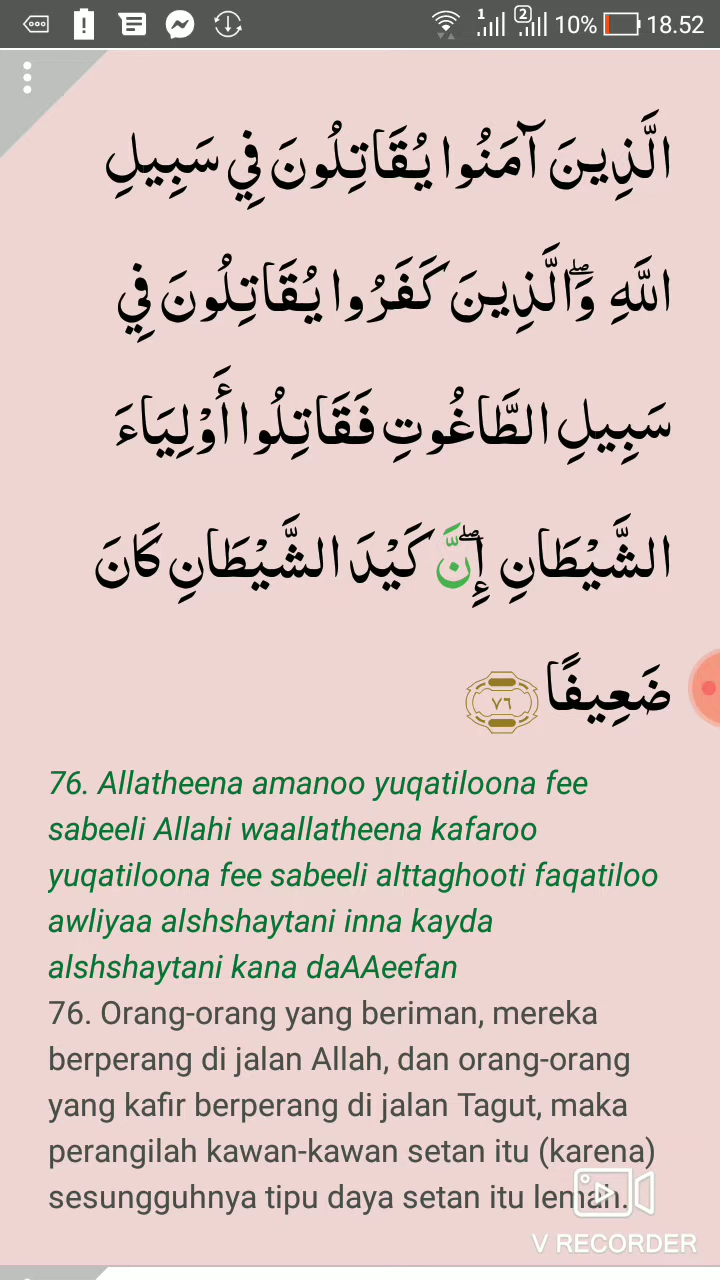 1 2 10% 18.52
الَّذِينَ آمَنُوا يُقَاتِلُونَ فِي سَبِيلِ
اللَّهِ ۖ وَالَّذِينَ كَفَرُوا يُقَاتِلُونَ فِي
سَبِيلِ الطَّاغُوتِ فَقَاتِلُوا أَوْلِيَاءَ
الشَّيْطَانِ ۖ إِنَّ كَيْدَ الشَّيْطَانِ كَانَ
ضَعِيفًا ٧٦
76. Allatheena amanoo yuqatiloona fee
sabeeli Allahi waallatheena kafaroo
yuqatiloona fee sabeeli alttaghooti faqatiloo
awliyaa alshshaytani inna kayda
alshshaytani kana daAAeefan
76. Orang-orang yang beriman, mereka
berperang di jalan Allah, dan orang-orang
yang kafir berperang di jalan Tagut, maka
perangilah kawan-kawan setan itu (karena)
sesungguhnya tipu daya setan itu lemah.
V RECORDER